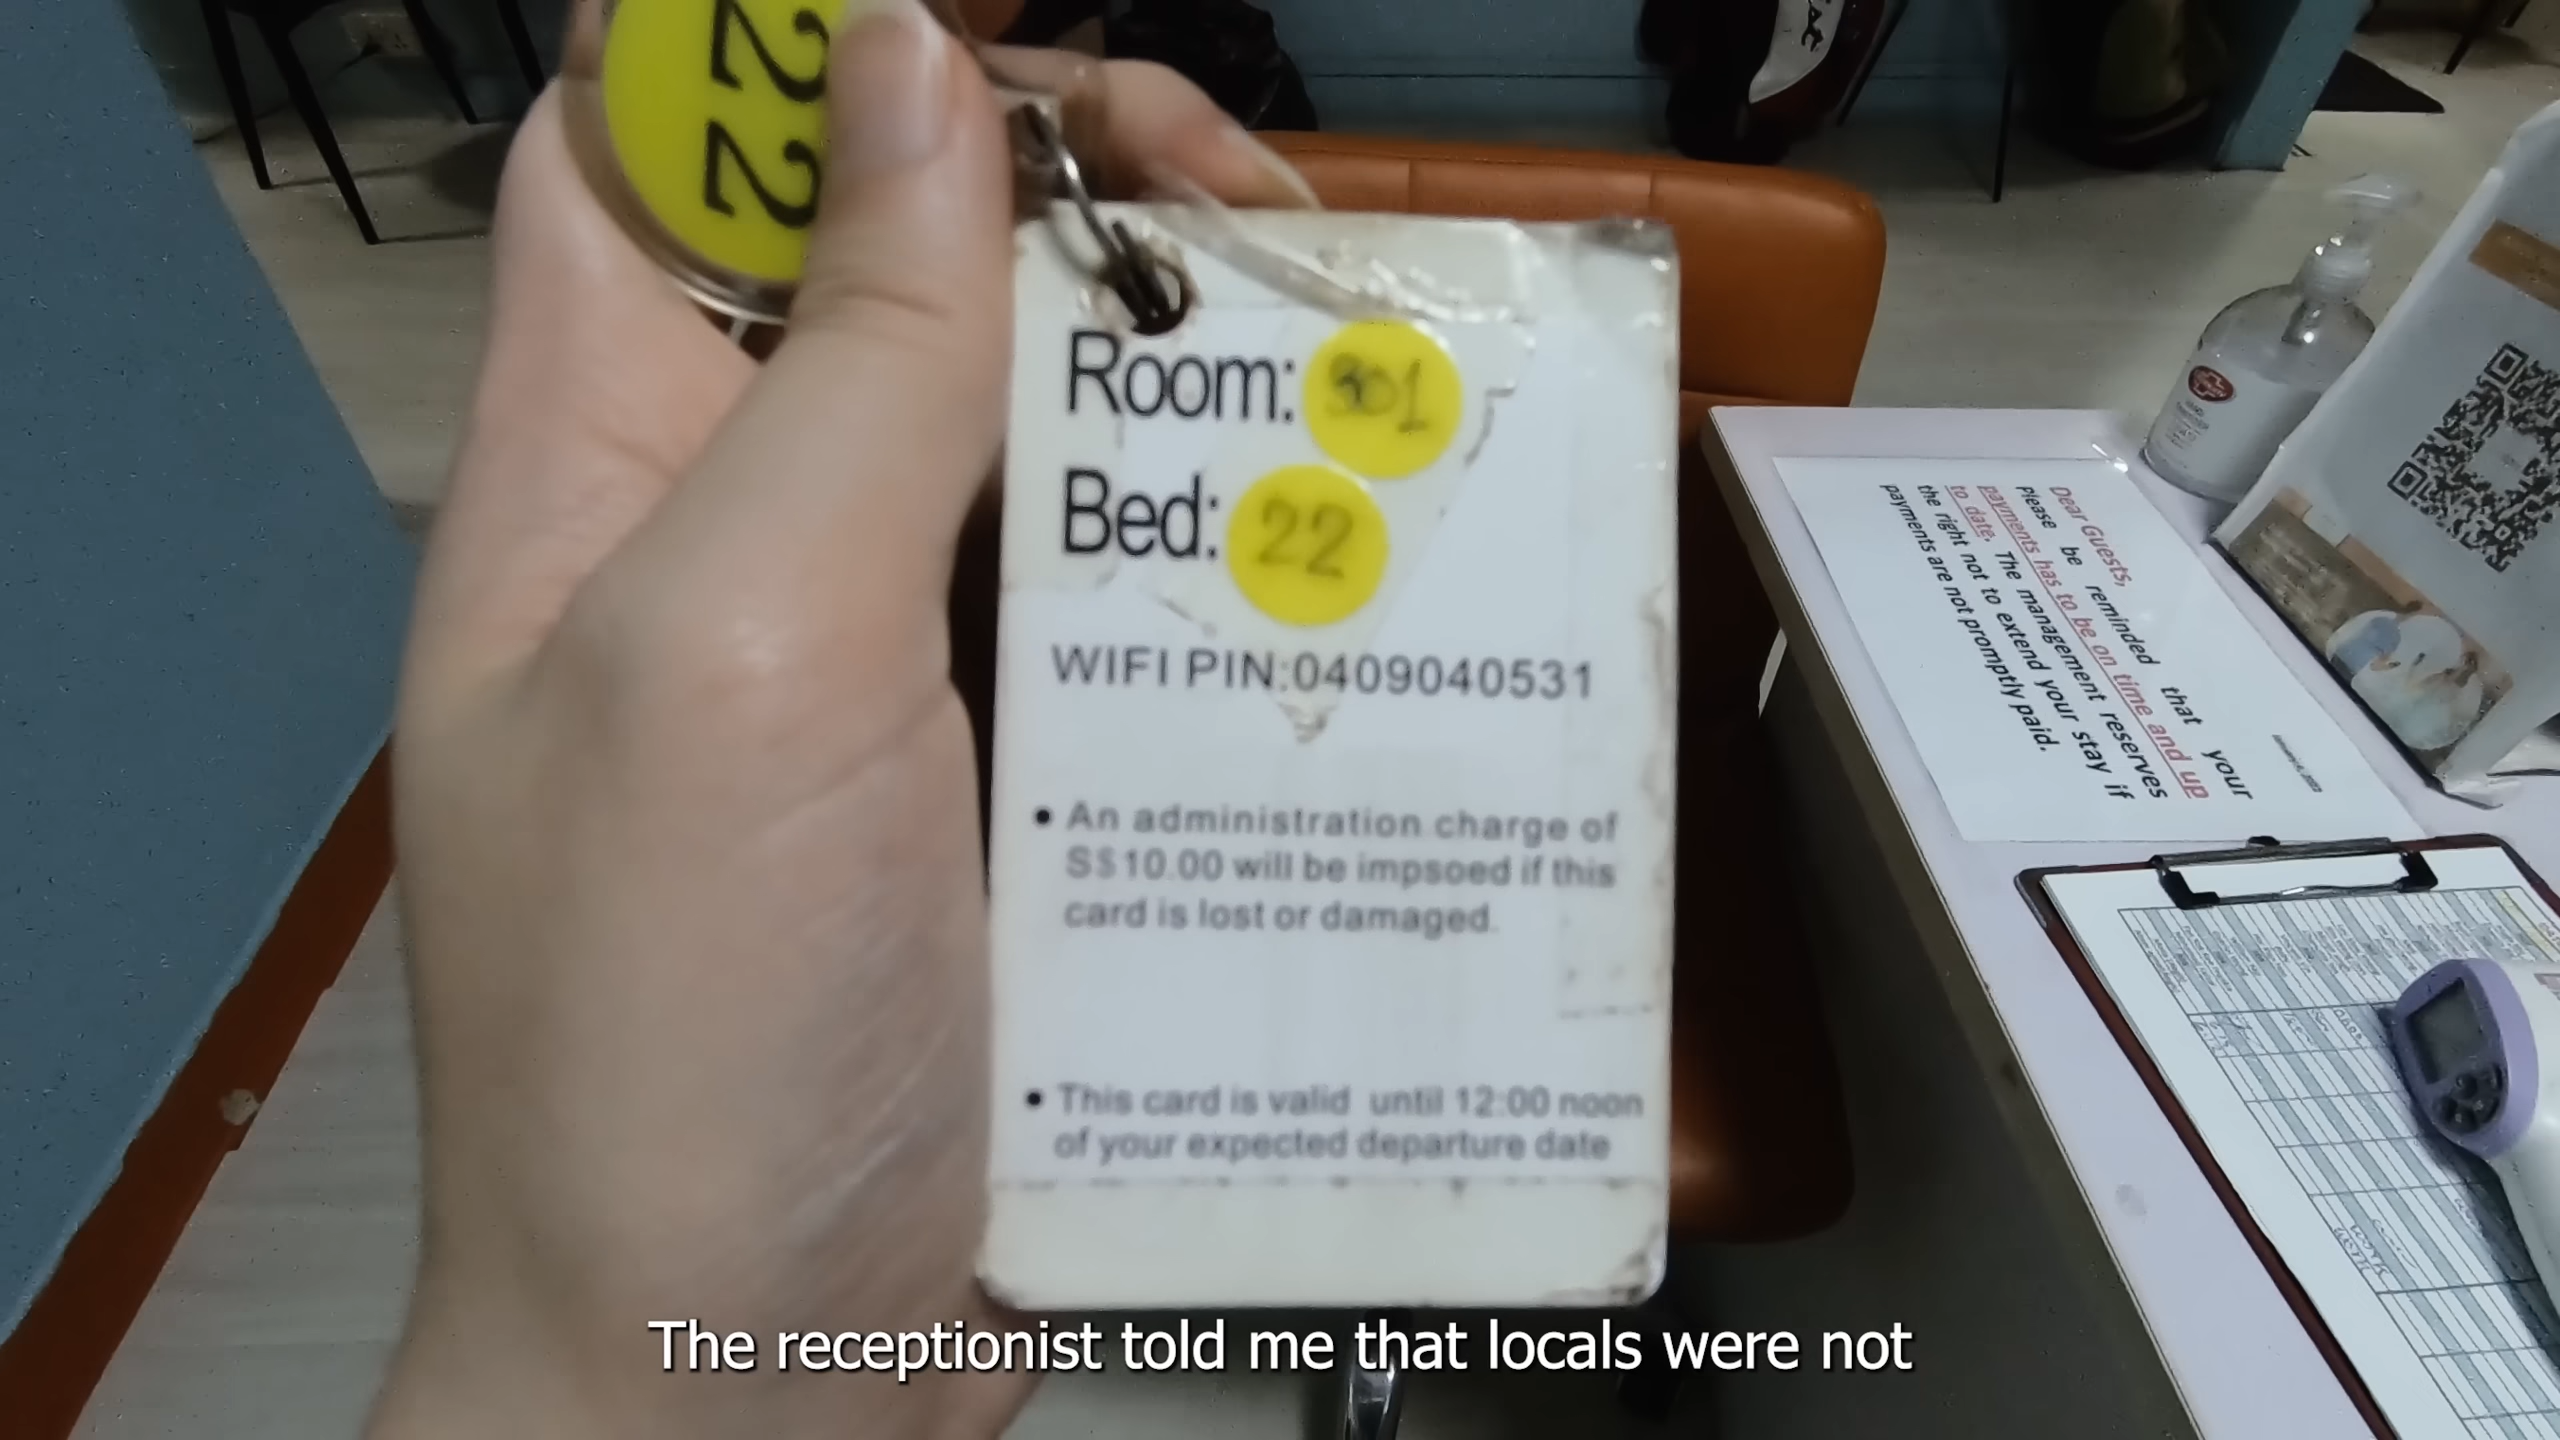 22
Room: 301
Bed: 22
WIFI PIN:0409040531
• An administration charge of
S$10.00 will be impsoed if this
card is lost or damaged.
• This card is valid until 12:00 noon
of your expected departure date
Dear Guests,
Please be reminded that your
payments has to be on time and up
to date. The management reserves
the right not to extend your stay if
payments are not promptly paid.
The receptionist told me that locals were not